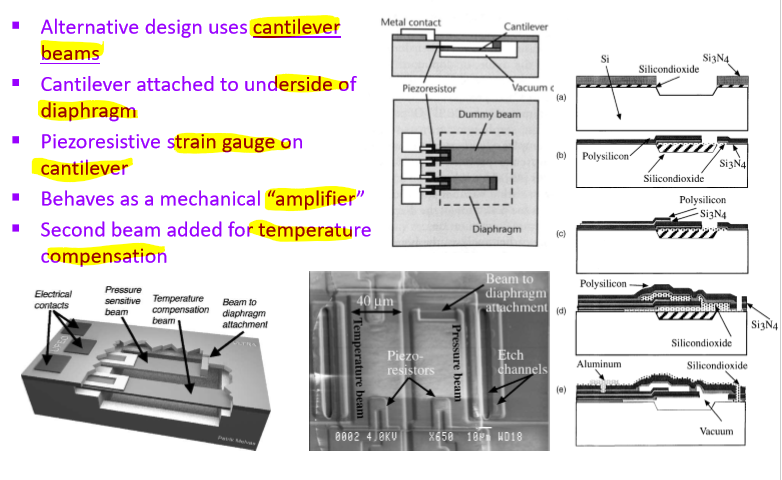 Alternative design uses cantilever
beams
Cantilever attached to underside of
diaphragm
Piezoresistive strain gauge on
cantilever
Behaves as a mechanical “amplifier”
Second beam added for temperature
compensation
Metal contact
Cantilever
Piezoresistor
Vacuum c
Dummy beam
Diaphragm
Si
Silicondioxide
Si3N4
(a)
(b)
Polysilicon
Si3N4
Silicondioxide
Polysilicon
Si3N4
(c)
Polysilicon
(d)
Si3N4
Silicondioxide
Aluminum
Silicondioxide
(e)
Vacuum
Electrical
contacts
Pressure
sensitive
beam
Temperature
compensation
beam
Beam to
diaphragm
attachment
40 µm
Beam to
diaphragm
attachment
Temperature beam
Piezo-
resistors
Pressure beam
Etch
channels
0002 4.0KV X650 10µm WD18